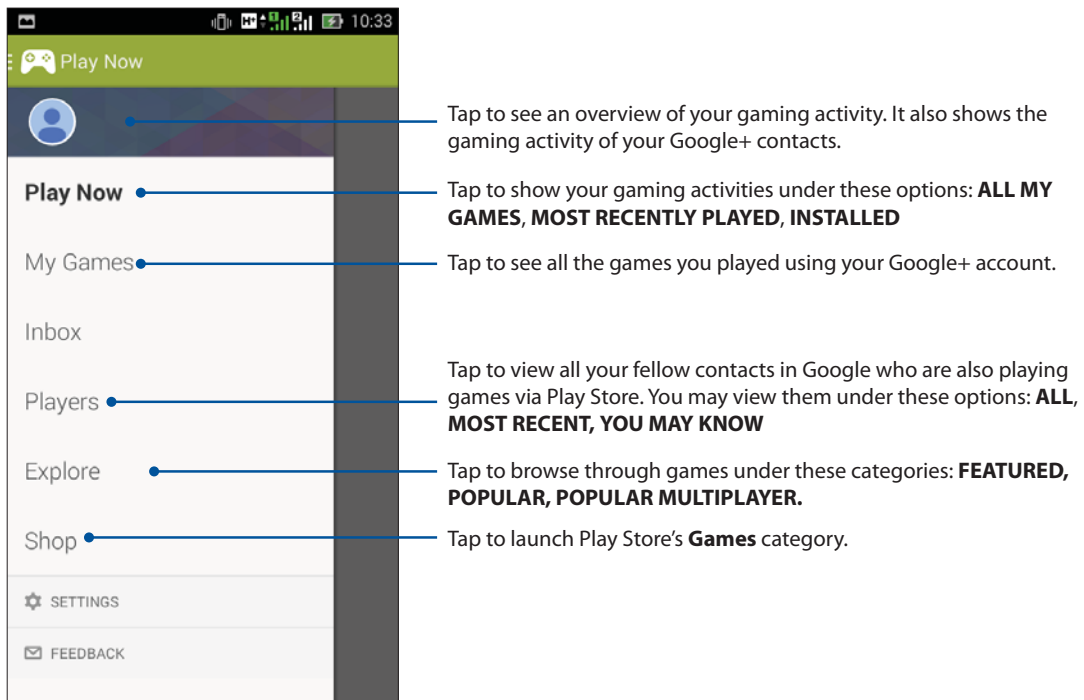 10:33
Play Now
Tap to see an overview of your gaming activity. It also shows the
gaming activity of your Google+ contacts.
Play Now
Tap to show your gaming activities under these options: ALL MY
GAMES, MOST RECENTLY PLAYED, INSTALLED
My Games
Tap to see all the games you played using your Google+ account.
Inbox
Players
Tap to view all your fellow contacts in Google who are also playing
games via Play Store. You may view them under these options: ALL,
MOST RECENT, YOU MAY KNOW
Explore
Tap to browse through games under these categories: FEATURED,
POPULAR, POPULAR MULTIPLAYER.
Shop
Tap to launch Play Store's Games category.
SETTINGS
FEEDBACK